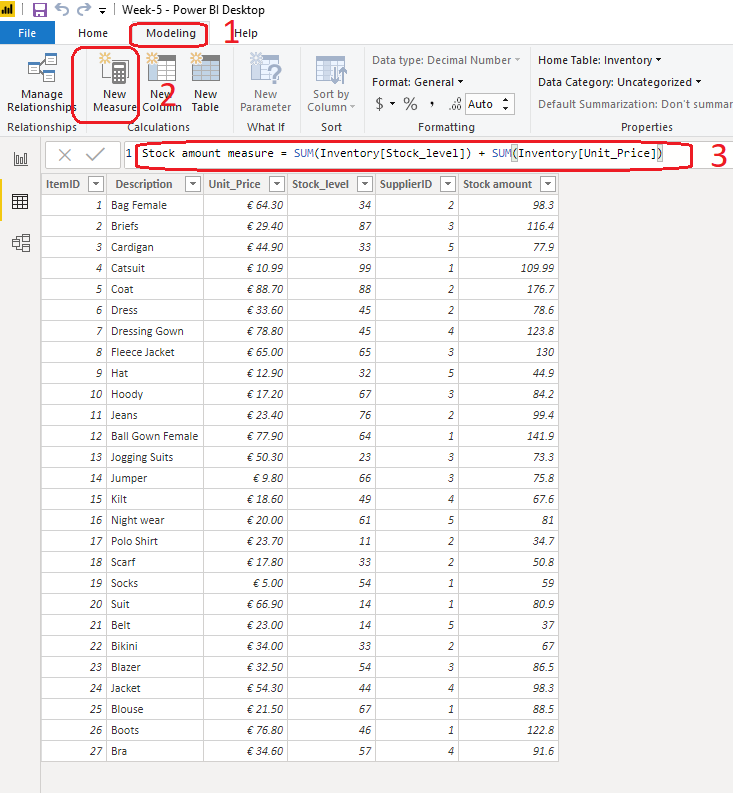 Week-5 - Power BI Desktop
File Home Modeling 1 Help
Manage Relationships
New Measure
2
New Column
New Table
New Parameter
Sort by Column
Data type: Decimal Number
Format: General
$ % , .00 Auto
Home Table: Inventory
Data Category: Uncategorized
Default Summarization: Don't summar
Relationships Calculations What If Sort Formatting Properties
1 Stock amount measure = SUM(Inventory[Stock_level]) + SUM(Inventory[Unit_Price]) 3
ItemID Description Unit_Price Stock_level SupplierID Stock amount
1 Bag Female € 64.30 34 2 98.3
2 Briefs € 29.40 87 3 116.4
3 Cardigan € 44.90 33 5 77.9
4 Catsuit € 10.99 99 1 109.99
5 Coat € 88.70 88 2 176.7
6 Dress € 33.60 45 2 78.6
7 Dressing Gown € 78.80 45 4 123.8
8 Fleece Jacket € 65.00 65 3 130
9 Hat € 12.90 32 5 44.9
10 Hoody € 17.20 67 3 84.2
11 Jeans € 23.40 76 2 99.4
12 Ball Gown Female € 77.90 64 1 141.9
13 Jogging Suits € 50.30 23 3 73.3
14 Jumper € 9.80 66 3 75.8
15 Kilt € 18.60 49 4 67.6
16 Night wear € 20.00 61 5 81
17 Polo Shirt € 23.70 11 2 34.7
18 Scarf € 17.80 33 2 50.8
19 Socks € 5.00 54 1 59
20 Suit € 66.90 14 1 80.9
21 Belt € 23.00 14 5 37
22 Bikini € 34.00 33 2 67
23 Blazer € 32.50 54 3 86.5
24 Jacket € 54.30 44 4 98.3
25 Blouse € 21.50 67 1 88.5
26 Boots € 76.80 46 1 122.8
27 Bra € 34.60 57 4 91.6